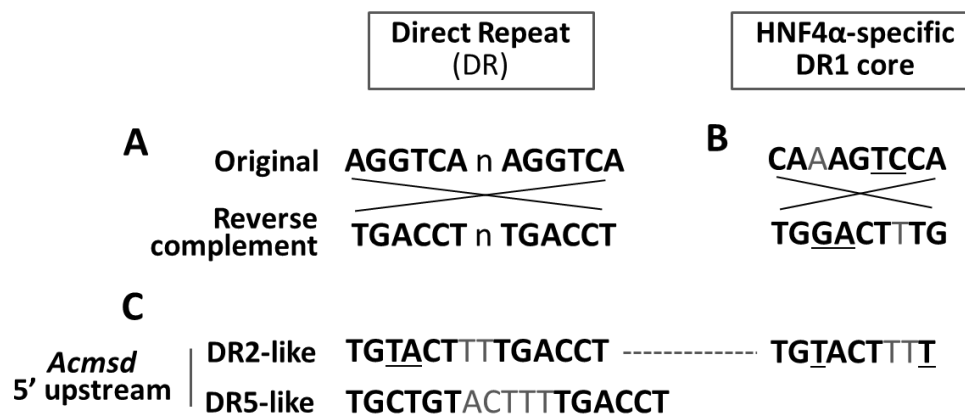 Direct Repeat
(DR)
HNF4α-specific
DR1 core
A
B
Original AGGTCA n AGGTCA CAAAGTCCA
Reverse
complement TGACCT n TGACCT TGGACTTTG
C
Acmsd
5' upstream
DR2-like TGTACTTTTGACCT TGTACTTTT
DR5-like TGCTGTACTTTTGACCT